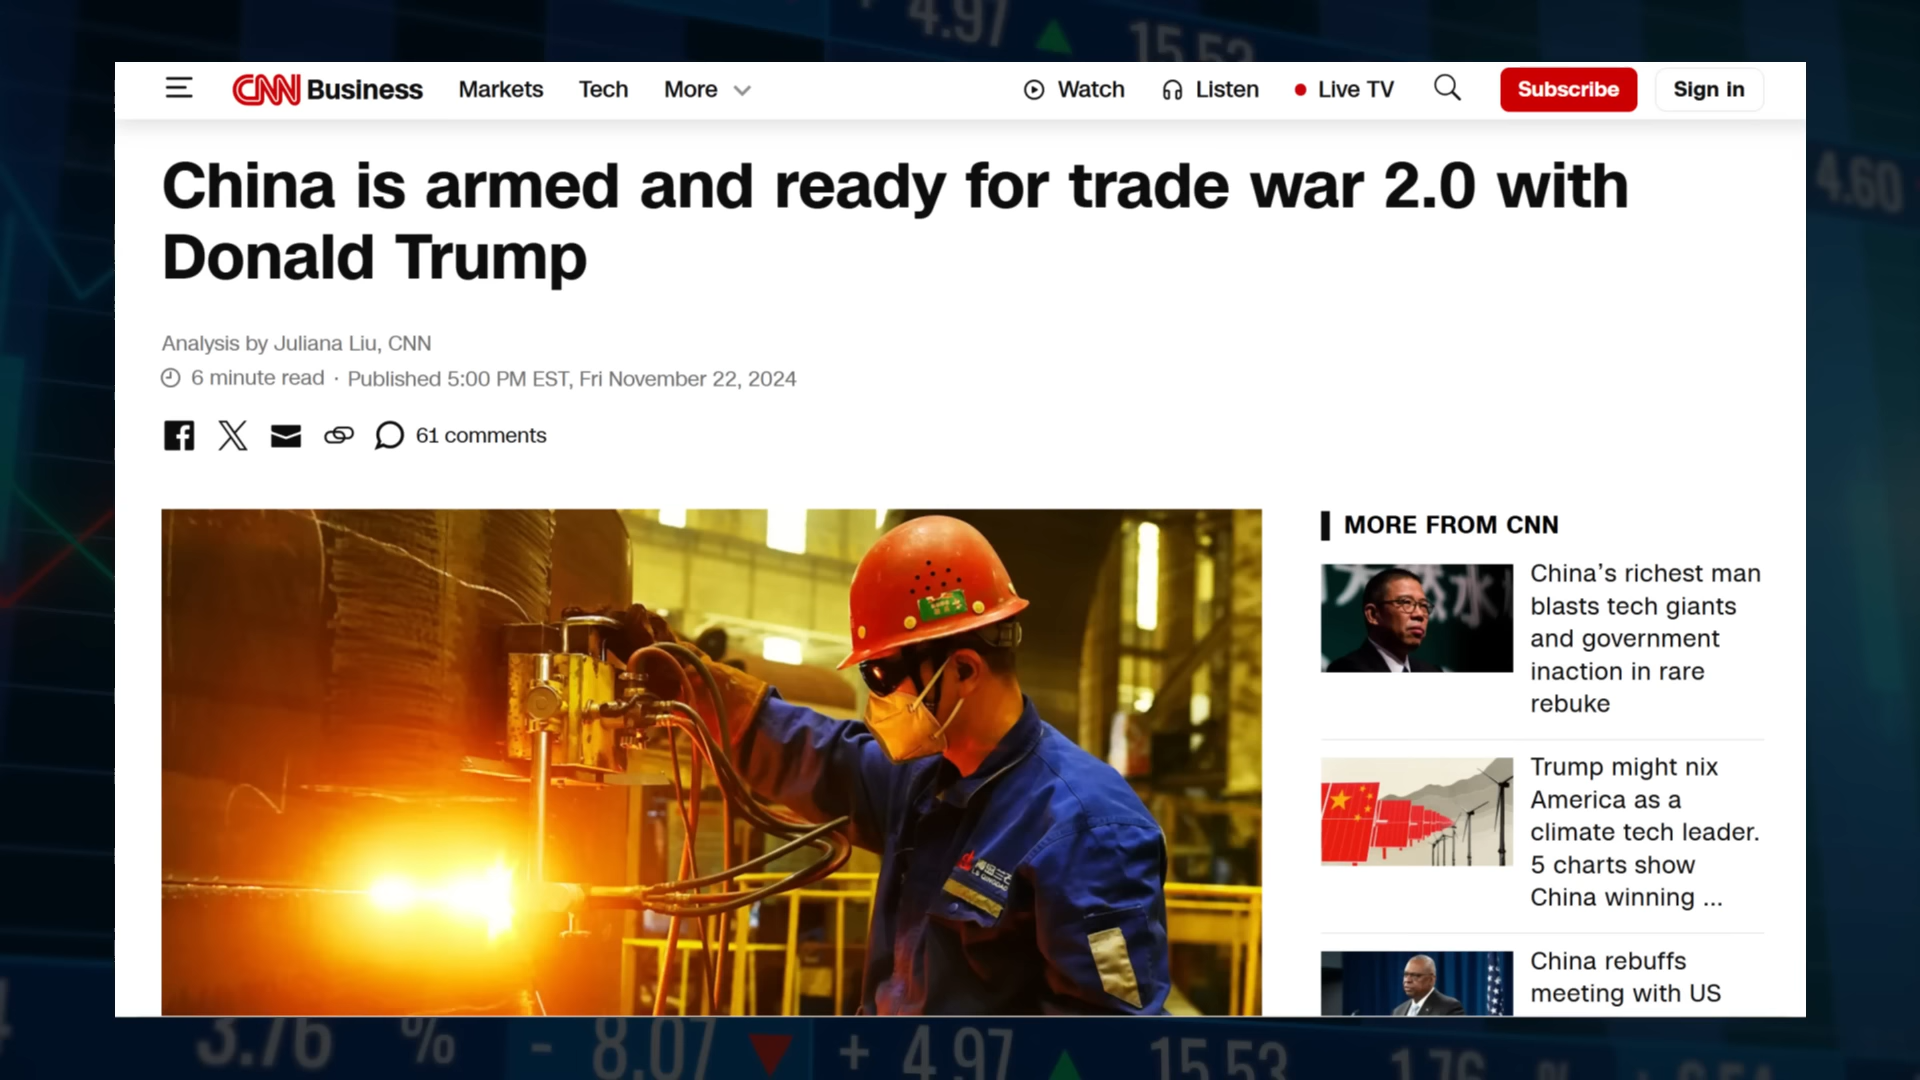 4.97 15.53
CNN Business Markets Tech More Watch Listen Live TV Subscribe Sign in
China is armed and ready for trade war 2.0 with
Donald Trump
4.60
Analysis by Juliana Liu, CNN
6 minute read · Published 5:00 PM EST, Fri November 22, 2024
61 comments
MORE FROM CNN
China’s richest man
blasts tech giants
and government
inaction in rare
rebuke
Trump might nix
America as a
climate tech leader.
5 charts show
China winning ...
China rebuffs
meeting with US
3.76 % - 8.07 + 4.97 15.53 1.76 %